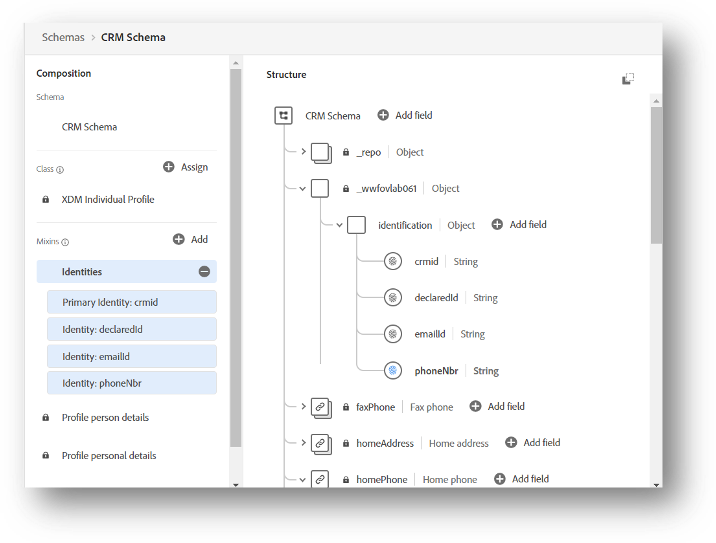 Schemas > CRM Schema
Composition
Schema
CRM Schema
Class
Assign
XDM Individual Profile
Mixins
Add
Identities
Primary Identity: crmid
Identity: declaredId
Identity: emailId
Identity: phoneNbr
Profile person details
Profile personal details
Structure
CRM Schema Add field
_repo Object
_wwfovlab061 Object
identification Object Add field
crmid String
declaredId String
emailId String
phoneNbr String
faxPhone Fax phone Add field
homeAddress Home address Add field
homePhone Home phone Add field